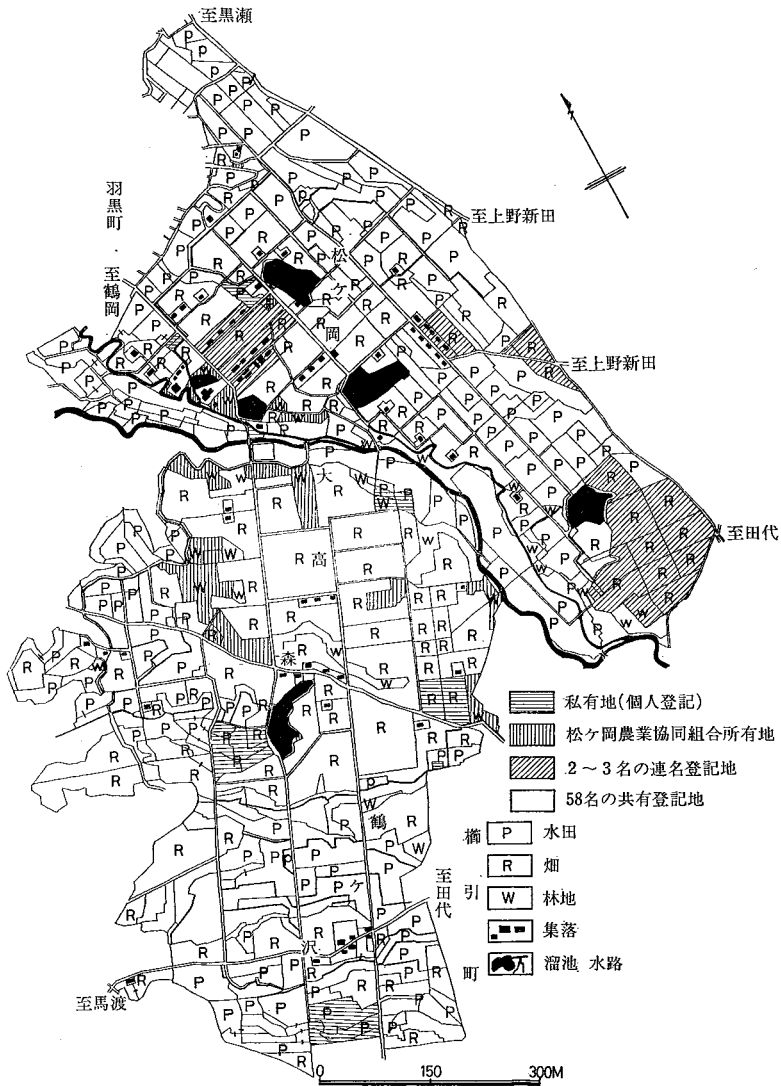 至黒瀬
羽黒町
至鶴岡
至上野新田
松ケ岡
至上野新田
至田代
大高森
鶴ケ沢
至田代
至馬渡
櫛引町
私有地(個人登記)
松ケ岡農業協同組合所有地
2～3名の連名登記地
58名の共有登記地
P 水田
R 畑
W 林地
集落
溜池 水路
0 150 300M